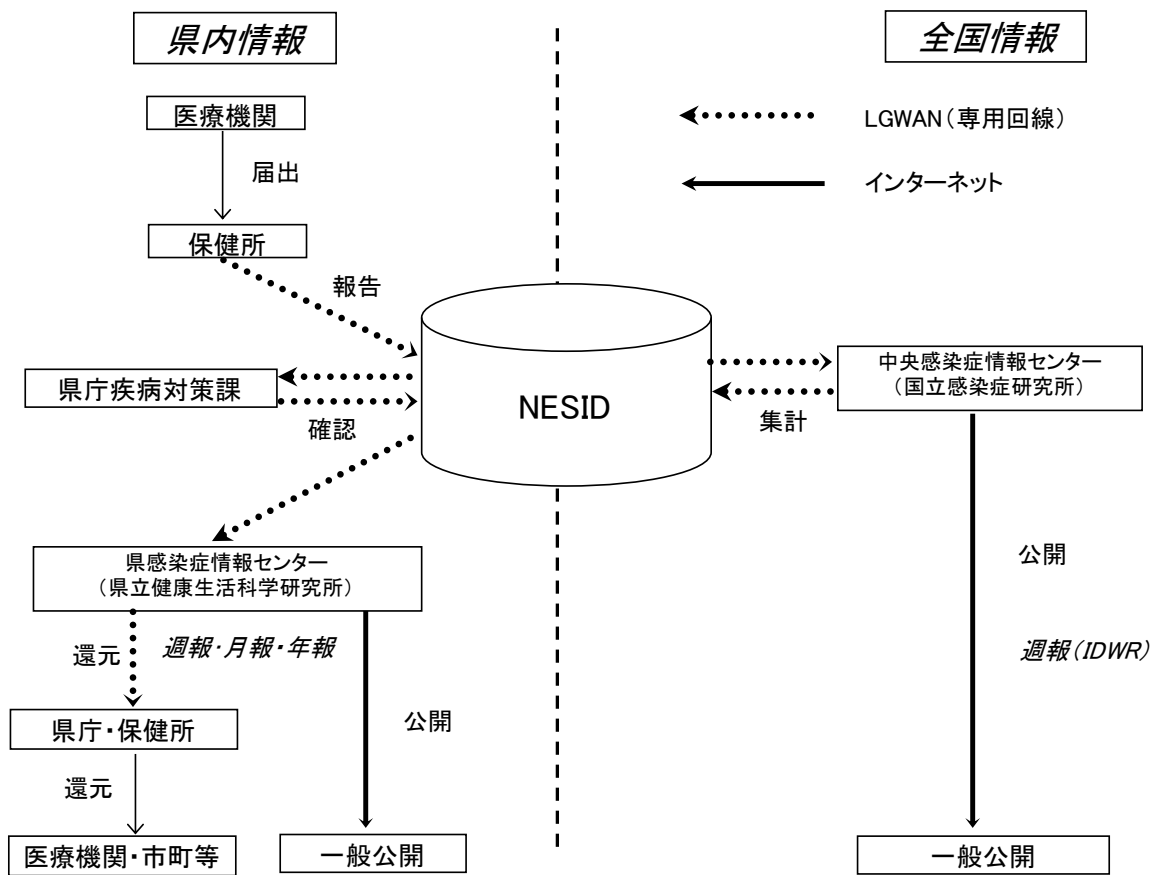 県内情報
全国情報
医療機関
届出
保健所
報告
LGWAN（専用回線）
インターネット
県庁疾病対策課
確認
NESID
中央感染症情報センター
（国立感染症研究所）
集計
県感染症情報センター
（県立健康生活科学研究所）
還元
週報・月報・年報
公開
公開
週報（IDWR）
県庁・保健所
還元
医療機関・市町等
一般公開
一般公開